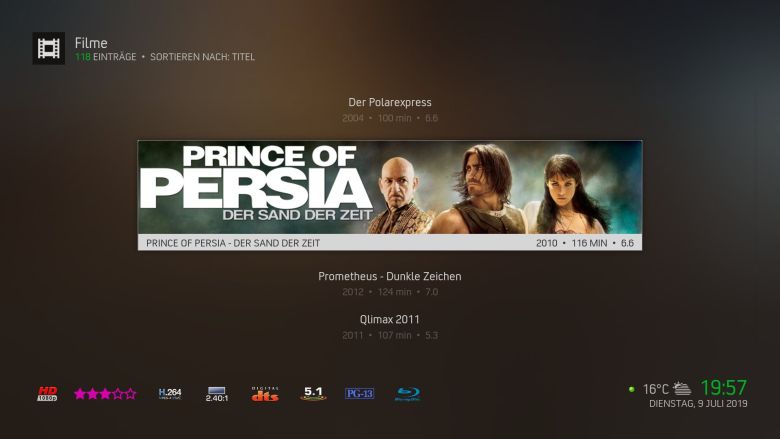 Filme
118 EINTRÄGE • SORTIEREN NACH: TITEL
Der Polarexpress
2004 • 100 min • 6.6
PRINCE OF
PERSIA
DER SAND DER ZEIT
PRINCE OF PERSIA - DER SAND DER ZEIT 2010 • 116 MIN • 6.6
Prometheus - Dunkle Zeichen
2012 • 124 min • 7.0
Qlimax 2011
2011 • 107 min • 5.3
HD
1080p
H.264
2.40:1
DIGITAL
dts
5.1
PG-13
Blu-ray Disc
16°C 19:57
DIENSTAG, 9 JULI 2019